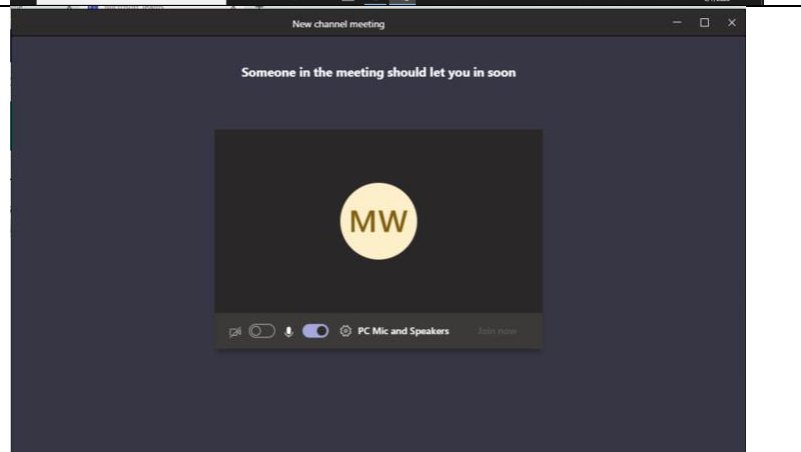 New channel meeting
Someone in the meeting should let you in soon
MW
PC Mic and Speakers
Join now